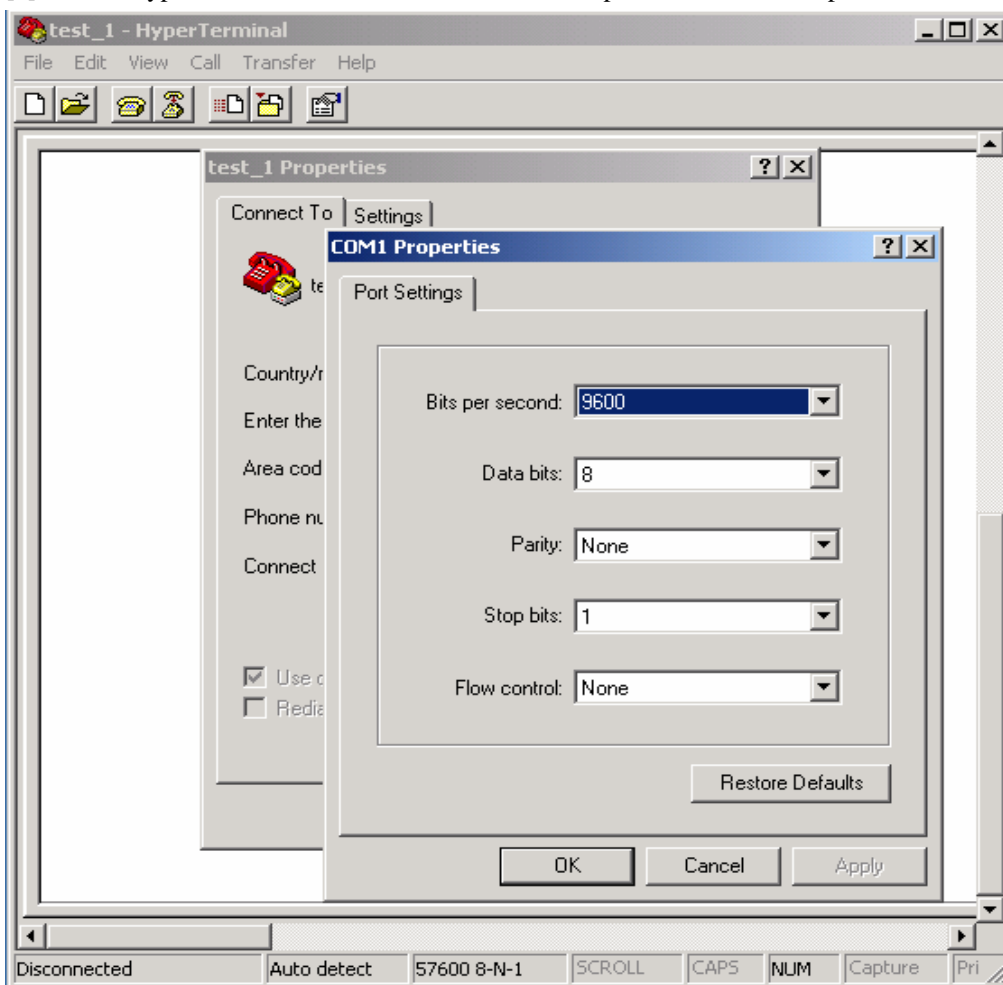 test_1 - HyperTerminal
File Edit View Call Transfer Help
test_1 Properties
Connect To Settings
COM1 Properties
te
Port Settings
Country/r
Enter the
Area cod
Phone nu
Connect
Bits per second: 9600
Data bits: 8
Parity: None
Stop bits: 1
Flow control: None
Use c
Redia
Restore Defaults
OK Cancel Apply
Disconnected Auto detect 57600 8-N-1 SCROLL CAPS NUM Capture Pri